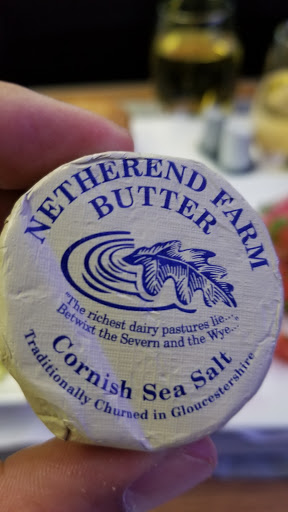 NETHEREND FARM
BUTTER
The richest dairy pastures lie...
Betwixt the Severn and the Wye...
Cornish Sea Salt
Traditionally Churned in Gloucestershire